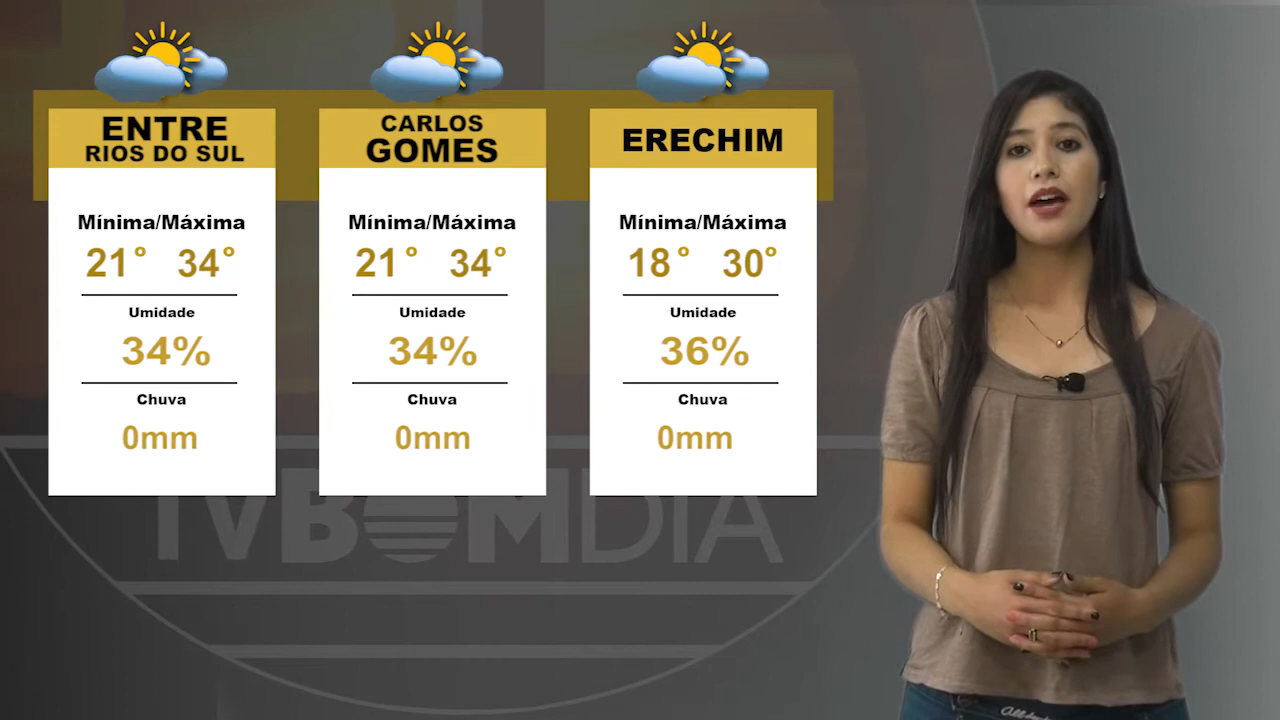 ENTRE
RIOS DO SUL
Mínima/Máxima
21° 34°
Umidade
34%
Chuva
0mm
CARLOS
GOMES
Mínima/Máxima
21° 34°
Umidade
34%
Chuva
0mm
ERECHIM
Mínima/Máxima
18° 30°
Umidade
36%
Chuva
0mm
TVBOMDIA